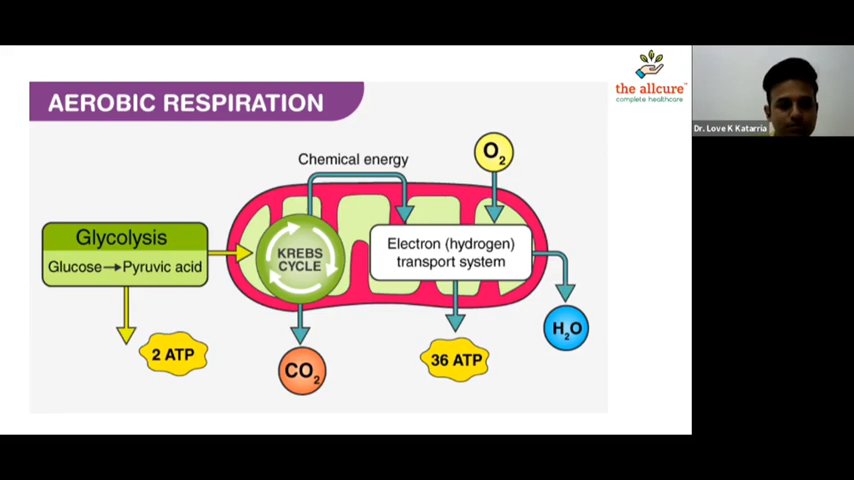 AEROBIC RESPIRATION
the allcure™
complete healthcare
Dr. Love K Katarria
Chemical energy
O₂
Glycolysis
Glucose→Pyruvic acid
KREBS
CYCLE
Electron (hydrogen)
transport system
2 ATP
CO₂
36 ATP
H₂O